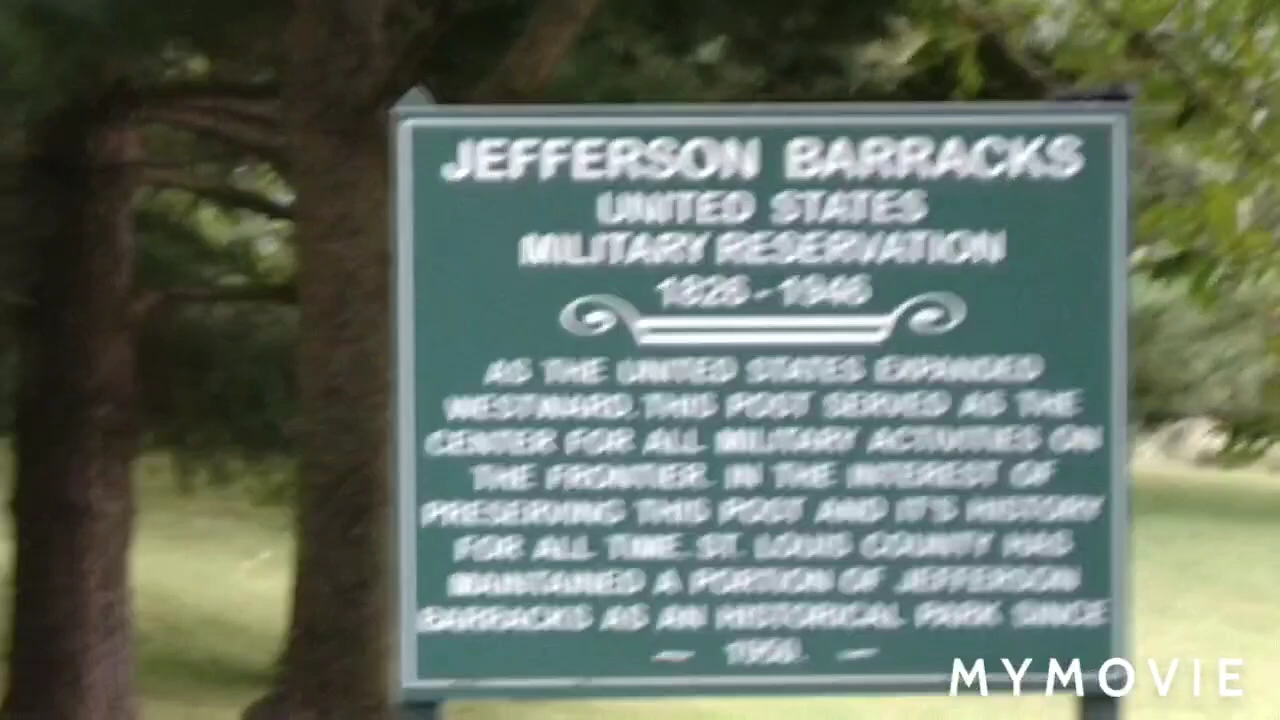 JEFFERSON BARRACKS
UNITED STATES
MILITARY RESERVATION
1826 - 1946
AS THE UNITED STATES EXPANDED
WESTWARD, THIS POST SERVED AS THE
CENTER FOR ALL MILITARY ACTIVITIES ON
THE FRONTIER. IN THE INTEREST OF
PRESERVING THIS POST AND IT'S HISTORY
FOR ALL TIME, ST. LOUIS COUNTY HAS
MAINTAINED A PORTION OF JEFFERSON
BARRACKS AS AN HISTORICAL PARK SINCE
MYMOVIE